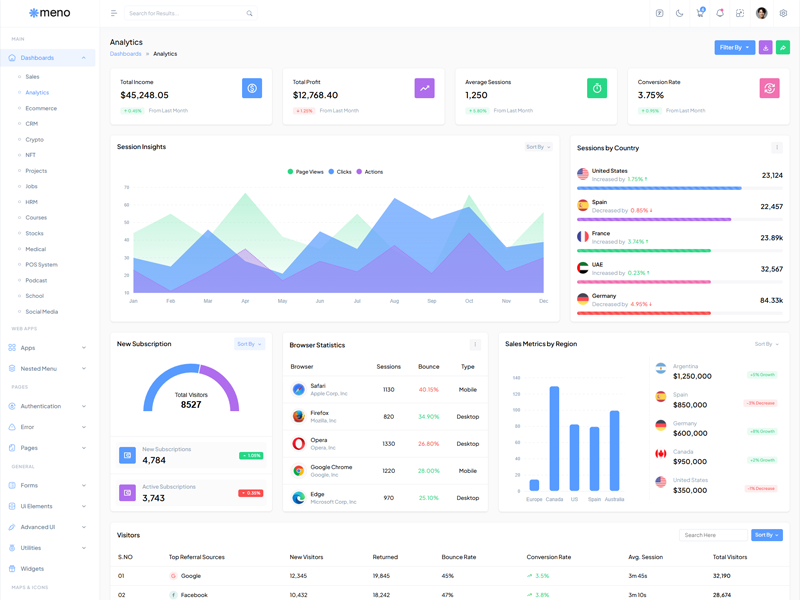 meno
Search for Results...
5
MAIN
Dashboards
Sales
Analytics
Ecommerce
CRM
Crypto
NFT
Projects
Jobs
HRM
Courses
Stocks
Medical
POS System
Podcast
School
Social Media
WEB APPS
Apps
Nested Menu
PAGES
Authentication
Error
Pages
GENERAL
Forms
UI Elements
Advanced UI
Utilities
Widgets
MAPS & ICONS
Analytics
Dashboards » Analytics
Filter By
Total Income
$45,248.05
0.45% From Last Month
Total Profit
$12,768.40
From Last Month
Average Sessions
1,250
From Last Month
Conversion Rate
3.75%
0.45% From Last Month
Session Insights
Sort By
Page Views Clicks Actions
70
60
50
40
30
20
10
Jan Feb Mar Apr May Jun Jul Aug Sep Oct Nov Dec
Sessions by Country
United States
Increased by 1.75% ↑
23,124
Spain
Decreased by 0.85% ↓
22,457
France
Increased by 3.74% ↑
23.89k
UAE
Increased by 0.23% ↑
32,567
Germany
Decreased by 6.95% ↓
84.33k
New Subscription
Sort By
Total Visitors
8527
New Subscriptions
4,784
1.05%
Active Subscriptions
3,743
0.35%
Browser Statistics
Browser Sessions Bounce Type
Safari
Apple Corp, Inc
1130 40.15% Mobile
Firefox
Mozilla, Inc
820 34.90% Desktop
Opera
Opera, Inc
1330 26.80% Desktop
Google Chrome
Google, Inc
1220 28.00% Mobile
Edge
Microsoft Corp, Inc
970 25.10% Desktop
Sales Metrics by Region
Sort By
140
120
100
80
60
40
20
0
Europe Canada US Spain Australia
Argentina
$1,250,000
Growth
Spain
$850,000
Decrease
Germany
$600,000
Growth
Canada
$950,000
Growth
United States
$350,000
Decrease
Visitors
Search Here
Sort By
S.NO Top Referral Sources New Visitors Returned Bounce Rate Conversion Rate Avg. Session Total Visitors
01 Google 12,345 19,845 45% 3.5% 3m 45s 32,190
02 Facebook 10,432 18,242 47% 3.8% 3m 10s 28,674